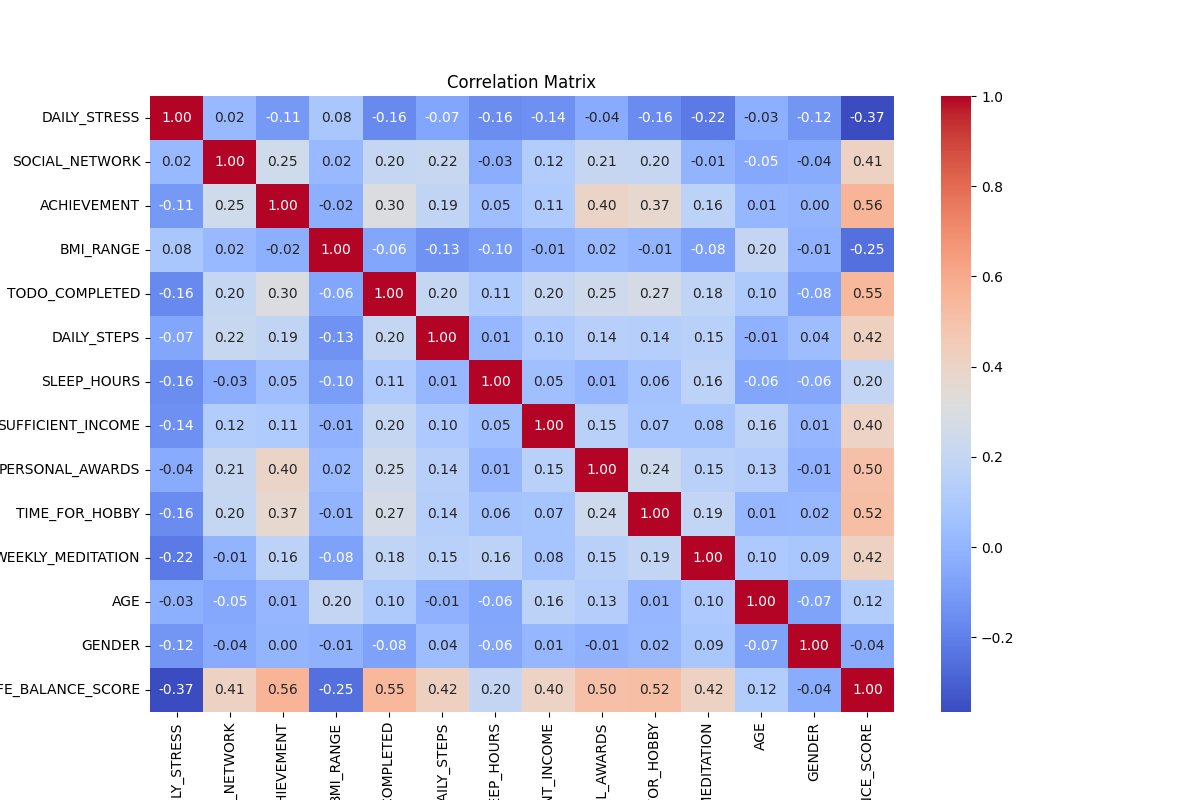 Correlation Matrix
DAILY_STRESS 1.00 0.02 -0.11 0.08 -0.16 -0.07 -0.16 -0.14 -0.04 -0.16 -0.22 -0.03 -0.12 -0.37
SOCIAL_NETWORK 0.02 1.00 0.25 0.02 0.20 0.22 -0.03 0.12 0.21 0.20 -0.01 -0.05 -0.04 0.41
ACHIEVEMENT -0.11 0.25 1.00 -0.02 0.30 0.19 0.05 0.11 0.40 0.37 0.16 0.01 0.00 0.56
BMI_RANGE 0.08 0.02 -0.02 1.00 -0.06 -0.13 -0.10 -0.01 0.02 -0.01 -0.08 0.20 -0.01 -0.25
TODO_COMPLETED -0.16 0.20 0.30 -0.06 1.00 0.20 0.11 0.20 0.25 0.27 0.18 0.10 -0.08 0.55
DAILY_STEPS -0.07 0.22 0.19 -0.13 0.20 1.00 0.01 0.10 0.14 0.14 0.15 -0.01 0.04 0.42
SLEEP_HOURS -0.16 -0.03 0.05 -0.10 0.11 0.01 1.00 0.05 0.01 0.06 0.16 -0.06 -0.06 0.20
SUFFICIENT_INCOME -0.14 0.12 0.11 -0.01 0.20 0.10 0.05 1.00 0.15 0.07 0.08 0.16 0.01 0.40
PERSONAL_AWARDS -0.04 0.21 0.40 0.02 0.25 0.14 0.01 0.15 1.00 0.24 0.15 0.13 -0.01 0.50
TIME_FOR_HOBBY -0.16 0.20 0.37 -0.01 0.27 0.14 0.06 0.07 0.24 1.00 0.19 0.01 0.02 0.52
WEEKLY_MEDITATION -0.22 -0.01 0.16 -0.08 0.18 0.15 0.16 0.08 0.15 0.19 1.00 0.10 0.09 0.42
AGE -0.03 -0.05 0.01 0.20 0.10 -0.01 -0.06 0.16 0.13 0.01 0.10 1.00 -0.07 0.12
GENDER -0.12 -0.04 0.00 -0.01 -0.08 0.04 -0.06 0.01 -0.01 0.02 0.09 -0.07 1.00 -0.04
FE_BALANCE_SCORE -0.37 0.41 0.56 -0.25 0.55 0.42 0.20 0.40 0.50 0.52 0.42 0.12 -0.04 1.00
LY_STRESS
_NETWORK
HIEVEMENT
BMI_RANGE
COMPLETED
AILY_STEPS
EEP_HOURS
NT_INCOME
L_AWARDS
OR_HOBBY
MEDITATION
AGE
GENDER
NCE_SCORE
1.0
0.8
0.6
0.4
0.2
0.0
−0.2